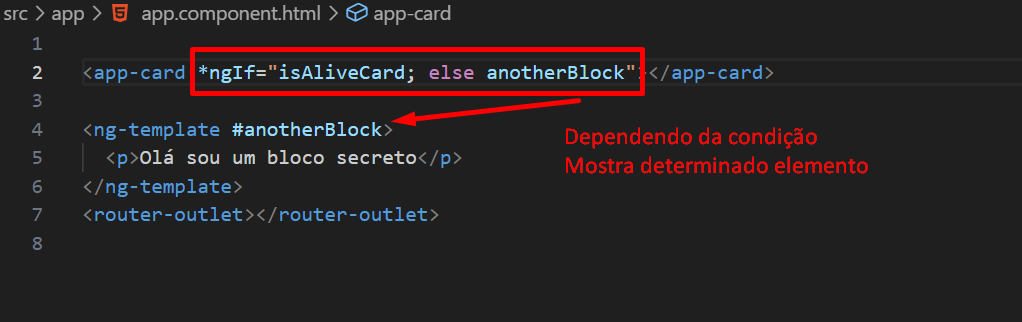 src > app > app.component.html > app-card
1
2 <app-card *ngIf="isAliveCard; else anotherBlock"></app-card>
3
4 <ng-template #anotherBlock>
5 <p>Olá sou um bloco secreto</p>
6 </ng-template>
7 <router-outlet></router-outlet>
8
Dependendo da condição
Mostra determinado elemento